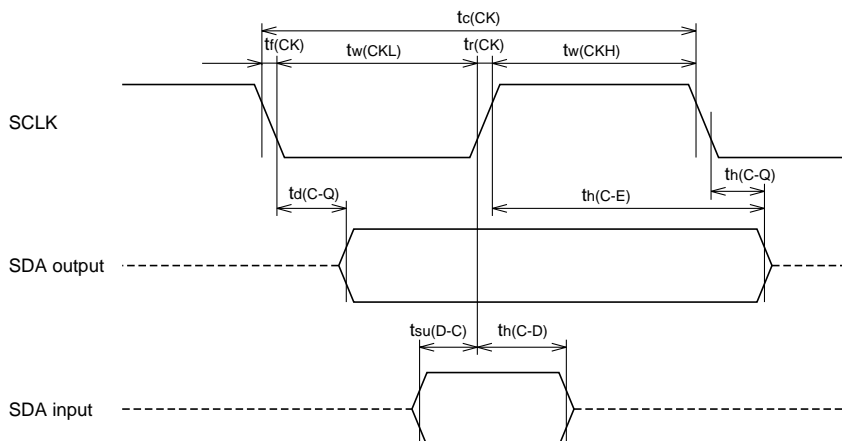 tc(CK)
tf(CK) tw(CKL) tr(CK) tw(CKH)
SCLK
td(C-Q) th(C-E) th(C-Q)
SDA output
tsu(D-C) th(C-D)
SDA input